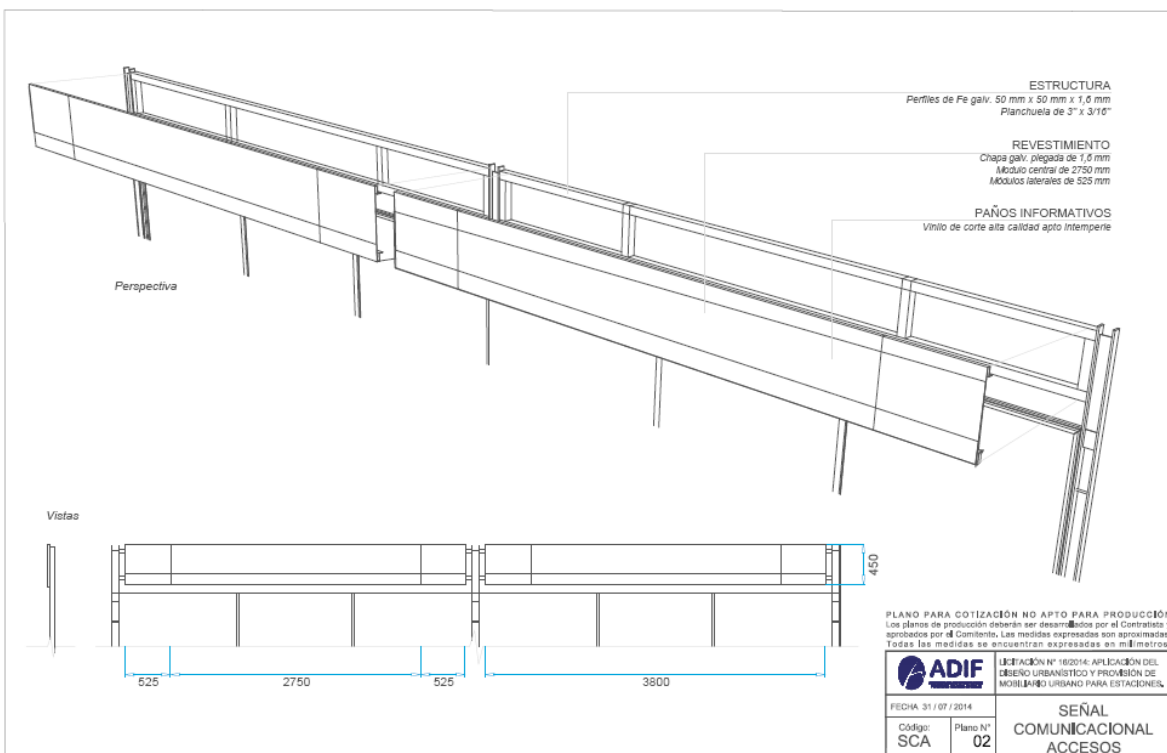 ESTRUCTURA
Perfiles de Fe galv. 50 mm x 50 mm x 1,6 mm
Planchuela de 3" x 3/16"
REVESTIMIENTO
Chapa galv. plegada de 1,6 mm
Modulo central de 2750 mm
Módulos laterales de 525 mm
PAÑOS INFORMATIVOS
Vinilo de corte alta calidad apto intemperie
Perspectiva
Vistas
450
525
2750
525
3800
PLANO PARA COTIZACIÓN NO APTO PARA PRODUCCIÓN
Los planos de producción deberán ser desarrollados por el Contratista
aprobados por el Comitente. Las medidas expresadas son aproximadas
Todas las medidas se encuentran expresadas en milímetros
ADIF
LICITACIÓN N° 16/2014: APLICACIÓN DEL
DISEÑO URBANÍSTICO Y PROVISIÓN DE
MOBILIARIO URBANO PARA ESTACIONES.
FECHA 31 / 07 / 2014
Código:
SCA
Plano N°
02
SEÑAL
COMUNICACIONAL
ACCESOS